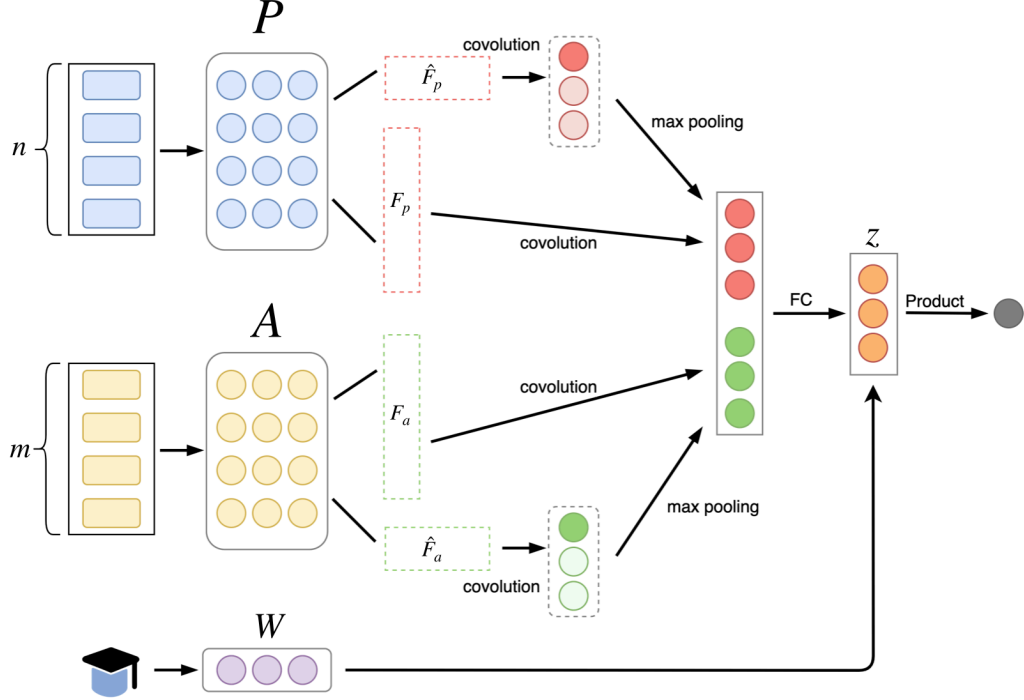 P
covolution
F̂ₚ
n
max pooling
Fₚ
covolution
z
FC
Product
A
m
Fₐ
covolution
F̂ₐ
max pooling
covolution
W